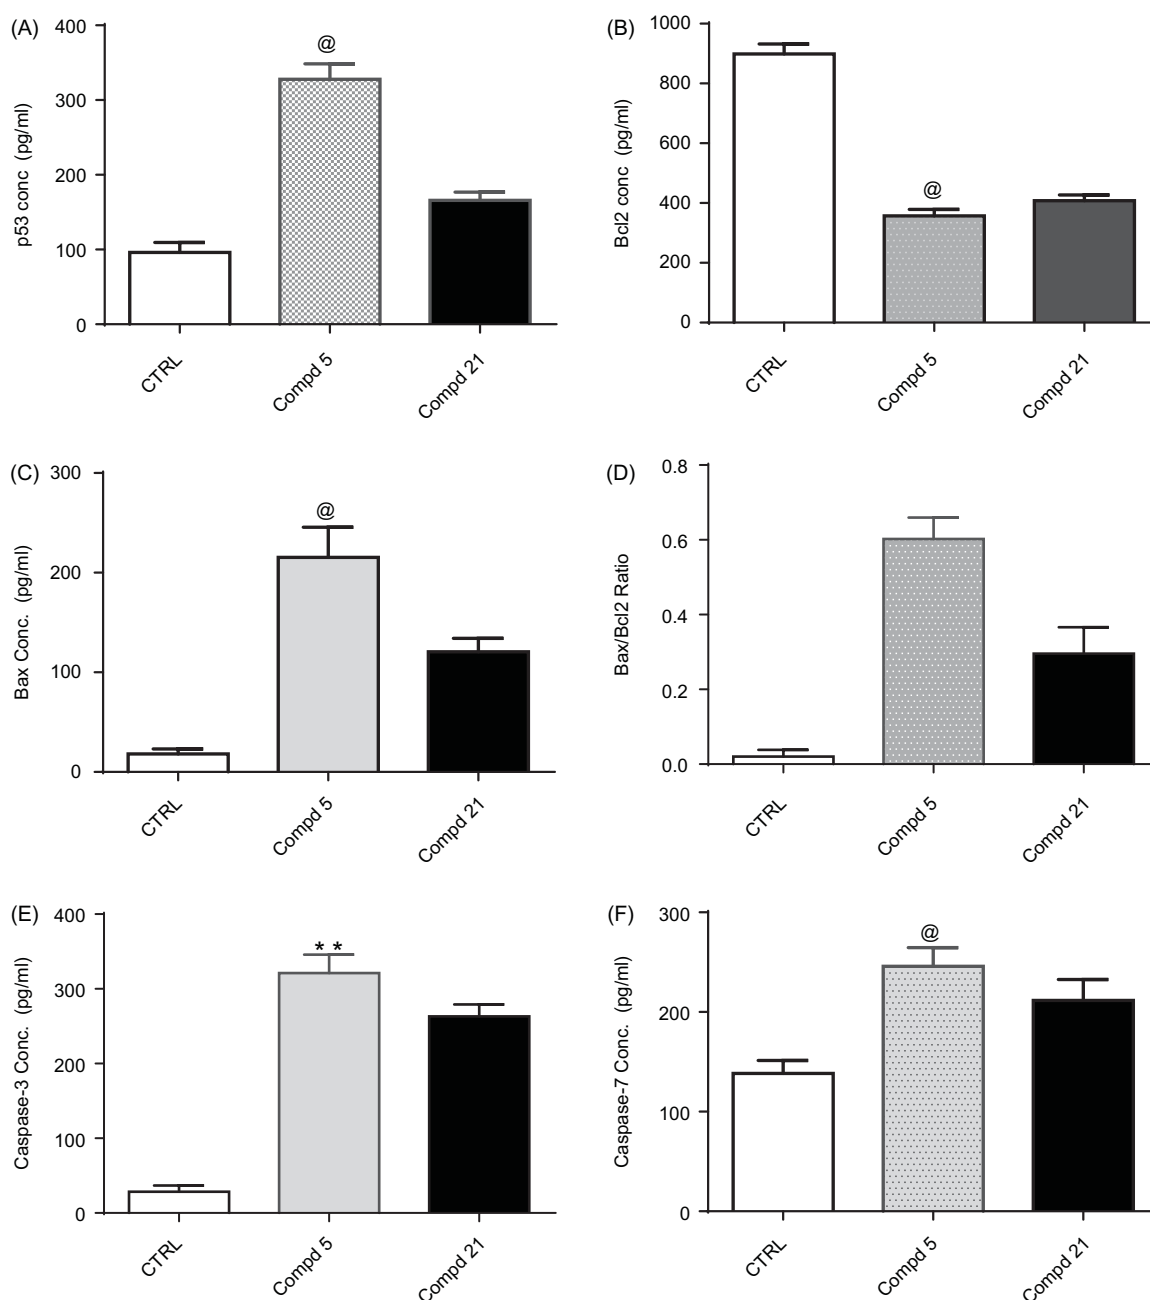 (A)
p53 conc (pg/ml)
400
300
200
100
0
@
CTRL
Compd 5
Compd 21
(B)
Bcl2 conc (pg/ml)
1000
800
600
400
200
0
@
CTRL
Compd 5
Compd 21
(C)
Bax Conc. (pg/ml)
300
200
100
0
@
CTRL
Compd 5
Compd 21
(D)
Bax/Bcl2 Ratio
0.8
0.6
0.4
0.2
0.0
CTRL
Compd 5
Compd 21
(E)
Caspase-3 Conc. (pg/ml)
400
300
200
100
0
**
CTRL
Compd 5
Compd 21
(F)
Caspase-7 Conc. (pg/ml)
300
200
100
0
@
CTRL
Compd 5
Compd 21